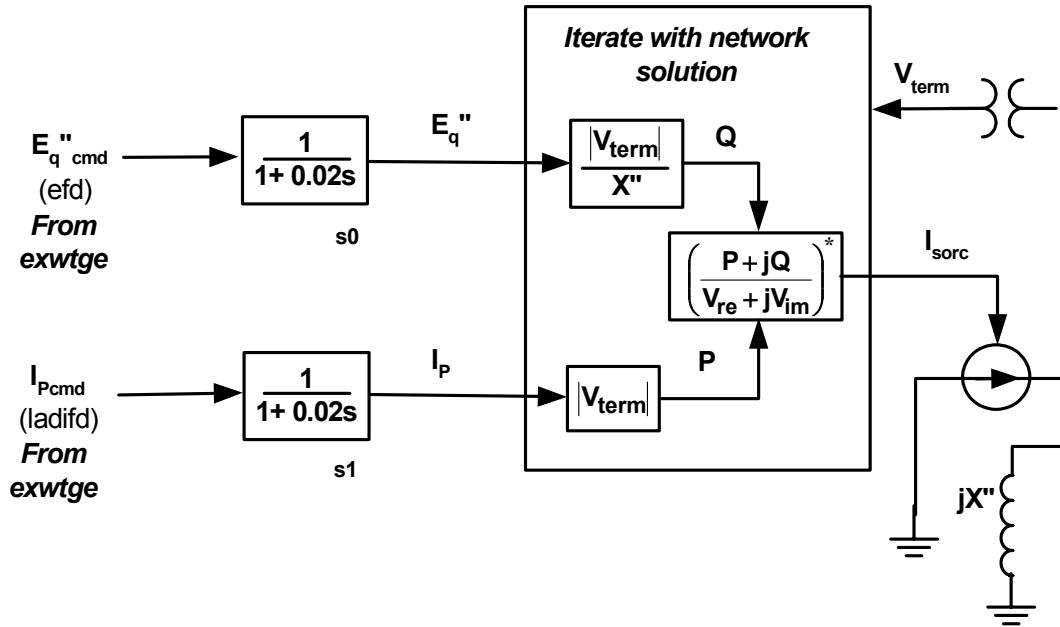 Iterate with network
solution
V_term
E_q''_cmd
(efd)
From
exwtge
1
1+ 0.02s
s0
E_q''
|V_term|
X''
Q
(P + jQ
V_re + jV_im)*
I_sorc
I_Pcmd
(ladifd)
From
exwtge
1
1+ 0.02s
s1
I_P
|V_term|
P
jX''